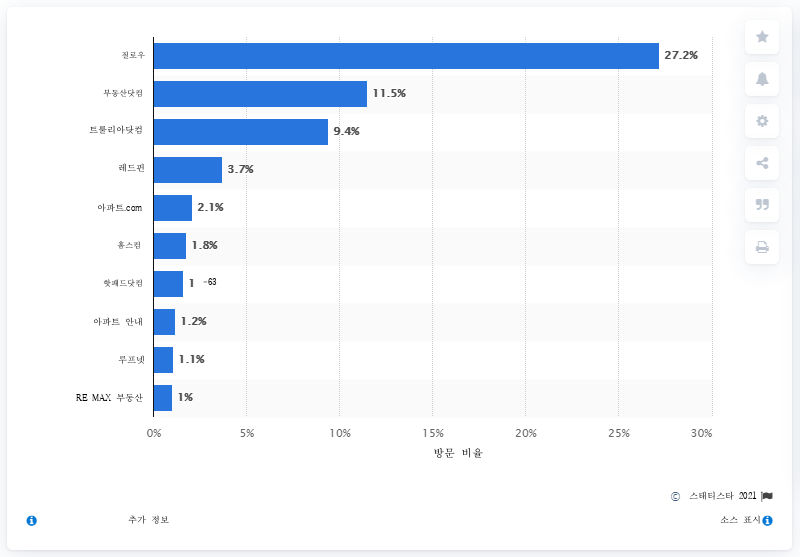 질로우 27.2%
부동산닷컴 11.5%
트룰리아닷컴 9.4%
레드핀 3.7%
아파트.com 2.1%
홈스컴 1.8%
핫패드닷컴 1 -63
아파트 안내 1.2%
루프넷 1.1%
RE MAX 부동산 1%
0% 5% 10% 15% 20% 25% 30%
방문 비율
© 스태티스타 2021
추가 정보 소스 표시